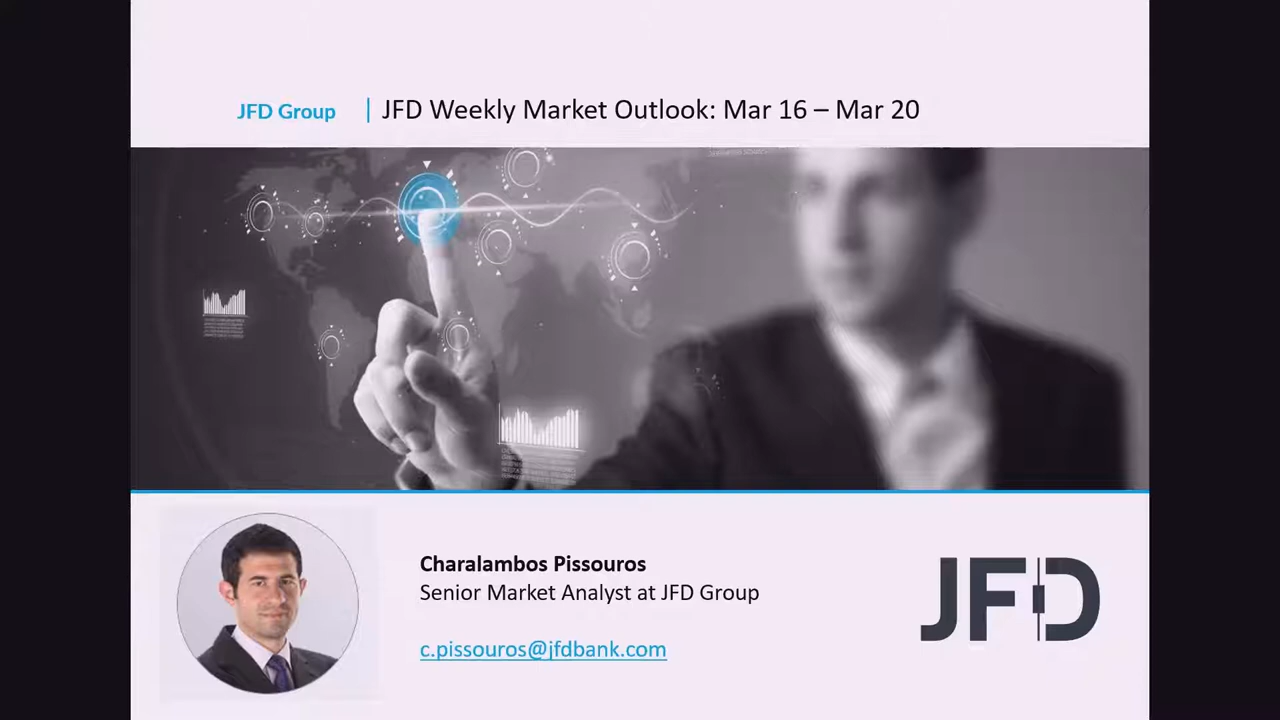 JFD Group | JFD Weekly Market Outlook: Mar 16 – Mar 20
Charalambos Pissouros
Senior Market Analyst at JFD Group
c.pissouros@jfdbank.com
JFD